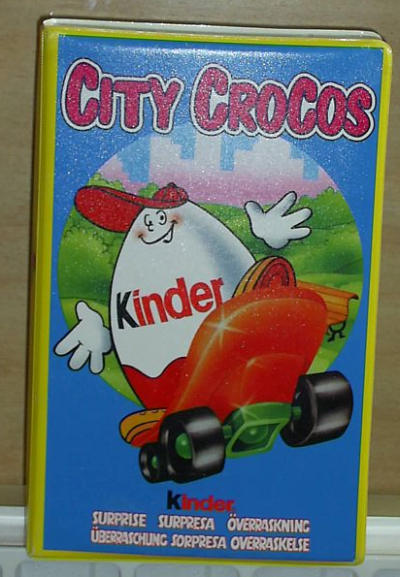 CITY CROCOS
Kinder
Kinder
SURPRISE SURPRESA ÖVERRASKNING
ÜBERRASCHUNG SORPRESA OVERRASKELSE